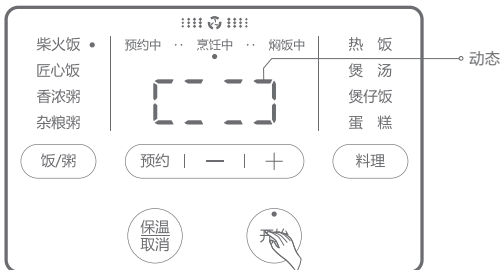 预约中 ·· 烹饪中 ·· 焖饭中
柴火饭
匠心饭
香浓粥
杂粮粥
热 饭
煲 汤
煲仔饭
蛋 糕
动态
饭/粥
预约 | — | +
料理
保温
取消